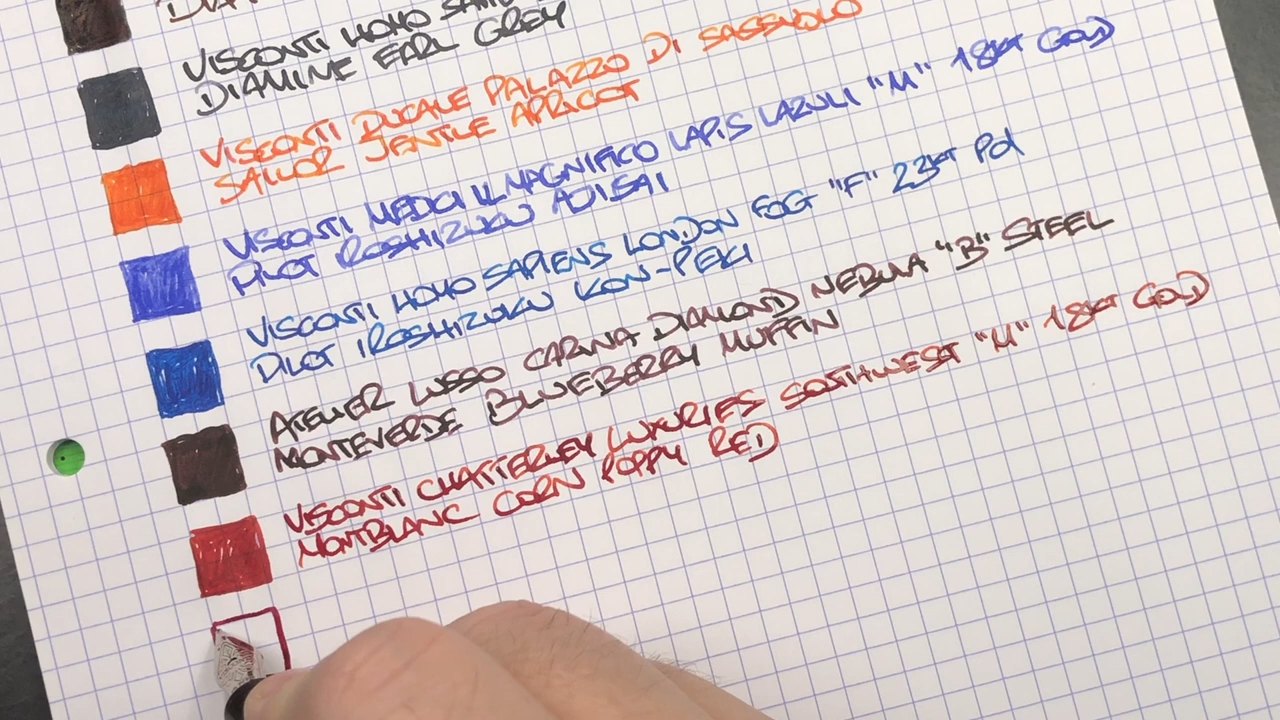 VISCONTI HOMO
DIAMINE EARL GREY
VISCONTI DUCALE PALAZZO DI SASSUOLO
SAILOR JENTLE APRICOT
VISCONTI MEDICI IL MAGNIFICO LAPIS LAZULI "M" 18KT GOLD
PILOT IROSHIZUKU AJISAI
VISCONTI HOMO SAPIENS LONDON FOG "F" 23KT Pd
PILOT IROSHIZUKU KON-PEKI
ATELIER LUSSO CARINA DIAMOND NEBULA "B" STEEL
MONTEVERDE BLUEBERRY MUFFIN
VISCONTI CHATTERLEY LUXURIES SOUTHWEST "M" 18KT GOLD
MONTBLANC CORN POPPY RED